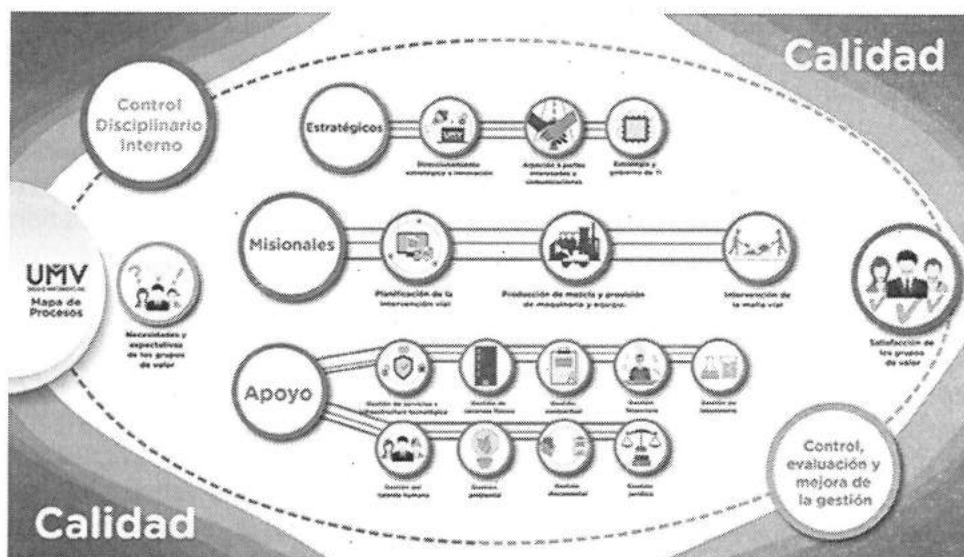 Calidad
Control
Disciplinario
Interno
Estratégicos
Direccionamiento
estratégico e innovación
Atención a partes
interesadas y
comunicaciones
Estrategia y
gobierno de TI
UMV
Mapa de
Procesos
Necesidades y
expectativas
de los grupos
de valor
Misionales
Planificación de la
intervención vial
Producción de mezcla y provisión
de maquinaria y equipo.
Intervención de
la malla vial
Satisfacción de
los grupos
de valor
Apoyo
Gestión de servicios e
infraestructura tecnológica
Gestión de
recursos físicos
Gestión
contractual
Gestión
financiera
Gestión de
laboratorio
Gestión del
talento humano
Gestión
ambiental
Gestión
documental
Gestión
jurídica
Control,
evaluación y
mejora de
la gestión
Calidad